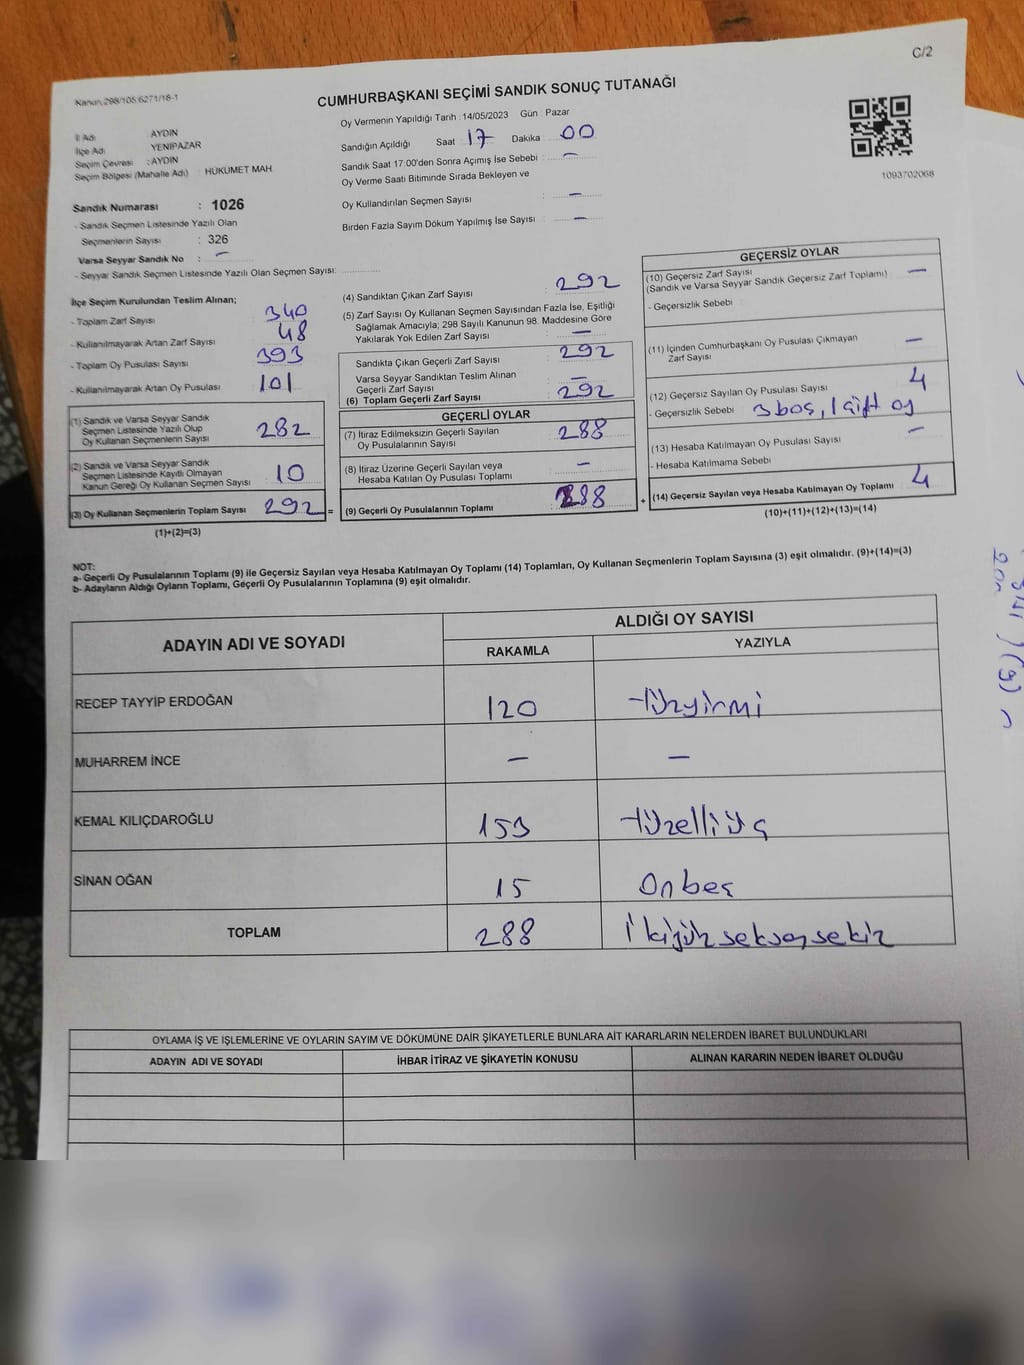 C/2
Kanun,298/105;6271/18-1
CUMHURBAŞKANI SEÇİMİ SANDIK SONUÇ TUTANAĞI
İl Adı : AYDIN
İlçe Adı : YENİPAZAR
Seçim Çevresi : AYDIN
Seçim Bölgesi (Mahalle Adı) : HÜKÜMET MAH.
Sandık Numarası : 1026
- Sandık Seçmen Listesinde Yazılı Olan
Seçmenlerin Sayısı : 326
Varsa Seyyar Sandık No : –
- Seyyar Sandık Seçmen Listesinde Yazılı Olan Seçmen Sayısı:
Oy Vermenin Yapıldığı Tarih : 14/05/2023 Gün : Pazar
Sandığın Açıldığı Saat 17 Dakika 00
Sandık Saat 17:00'den Sonra Açımış İse Sebebi : –
Oy Verme Saati Bitiminde Sırada Bekleyen ve
Oy Kullandırılan Seçmen Sayısı : –
Birden Fazla Sayım Döküm Yapılmış İse Sayısı : –
1093702068
İlçe Seçim Kurulundan Teslim Alınan;
- Toplam Zarf Sayısı 340
- Kullanılmayarak Artan Zarf Sayısı 48
- Toplam Oy Pusulası Sayısı 393
- Kullanılmayarak Artan Oy Pusulası 101
(1) Sandık ve Varsa Seyyar Sandık
Seçmen Listesinde Yazılı Olup
Oy Kullanan Seçmenlerin Sayısı 282
(2) Sandık ve Varsa Seyyar Sandık
Seçmen Listesinde Kayıtlı Olmayan
Kanun Gereği Oy Kullanan Seçmen Sayısı 10
(3) Oy Kullanan Seçmenlerin Toplam Sayısı 292 =
(1)+(2)=(3)
(4) Sandıktan Çıkan Zarf Sayısı : 292
(5) Zarf Sayısı Oy Kullanan Seçmen Sayısından Fazla İse, Eşitliği
Sağlamak Amacıyla; 298 Sayılı Kanunun 98. Maddesine Göre
Yakılarak Yok Edilen Zarf Sayısı : –
Sandıkta Çıkan Geçerli Zarf Sayısı : 292
Varsa Seyyar Sandıktan Teslim Alınan
Geçerli Zarf Sayısı : –
(6) Toplam Geçerli Zarf Sayısı : 292
GEÇERLİ OYLAR
(7) İtiraz Edilmeksizin Geçerli Sayılan
Oy Pusulalarının Sayısı : 288
(8) İtiraz Üzerine Geçerli Sayılan veya
Hesaba Katılan Oy Pusulası Toplamı : –
(9) Geçerli Oy Pusulalarının Toplamı : 288 +
GEÇERSİZ OYLAR
(10) Geçersiz Zarf Sayısı
(Sandık ve Varsa Seyyar Sandık Geçersiz Zarf Toplamı) : –
- Geçersizlik Sebebi :
(11) İçinden Cumhurbaşkanı Oy Pusulası Çıkmayan
Zarf Sayısı : –
(12) Geçersiz Sayılan Oy Pusulası Sayısı : 4
- Geçersizlik Sebebi : 3 boş, 1 çift oy
(13) Hesaba Katılmayan Oy Pusulası Sayısı : –
- Hesaba Katılmama Sebebi :
(14) Geçersiz Sayılan veya Hesaba Katılmayan Oy Toplamı : 4
(10)+(11)+(12)+(13)=(14)
NOT:
a- Geçerli Oy Pusulalarının Toplamı (9) ile Geçersiz Sayılan veya Hesaba Katılmayan Oy Toplamı (14) Toplamları, Oy Kullanan Seçmenlerin Toplam Sayısına (3) eşit olmalıdır. (9)+(14)=(3)
b- Adayların Aldığı Oyların Toplamı, Geçerli Oy Pusulalarının Toplamına (9) eşit olmalıdır.
ADAYIN ADI VE SOYADI ALDIĞI OY SAYISI
RAKAMLA YAZIYLA
RECEP TAYYİP ERDOĞAN 120 -Yüzyirmi
MUHARREM İNCE – –
KEMAL KILIÇDAROĞLU 153 -Yüzelliüç
SİNAN OĞAN 15 Onbeş
TOPLAM 288 İkiyüzseksensekiz
OYLAMA İŞ VE İŞLEMLERİNE VE OYLARIN SAYIM VE DÖKÜMÜNE DAİR ŞİKAYETLERLE BUNLARA AİT KARARLARIN NELERDEN İBARET BULUNDUKLARI
ADAYIN ADI VE SOYADI İHBAR İTİRAZ VE ŞİKAYETİN KONUSU ALINAN KARARIN NEDEN İBARET OLDUĞU